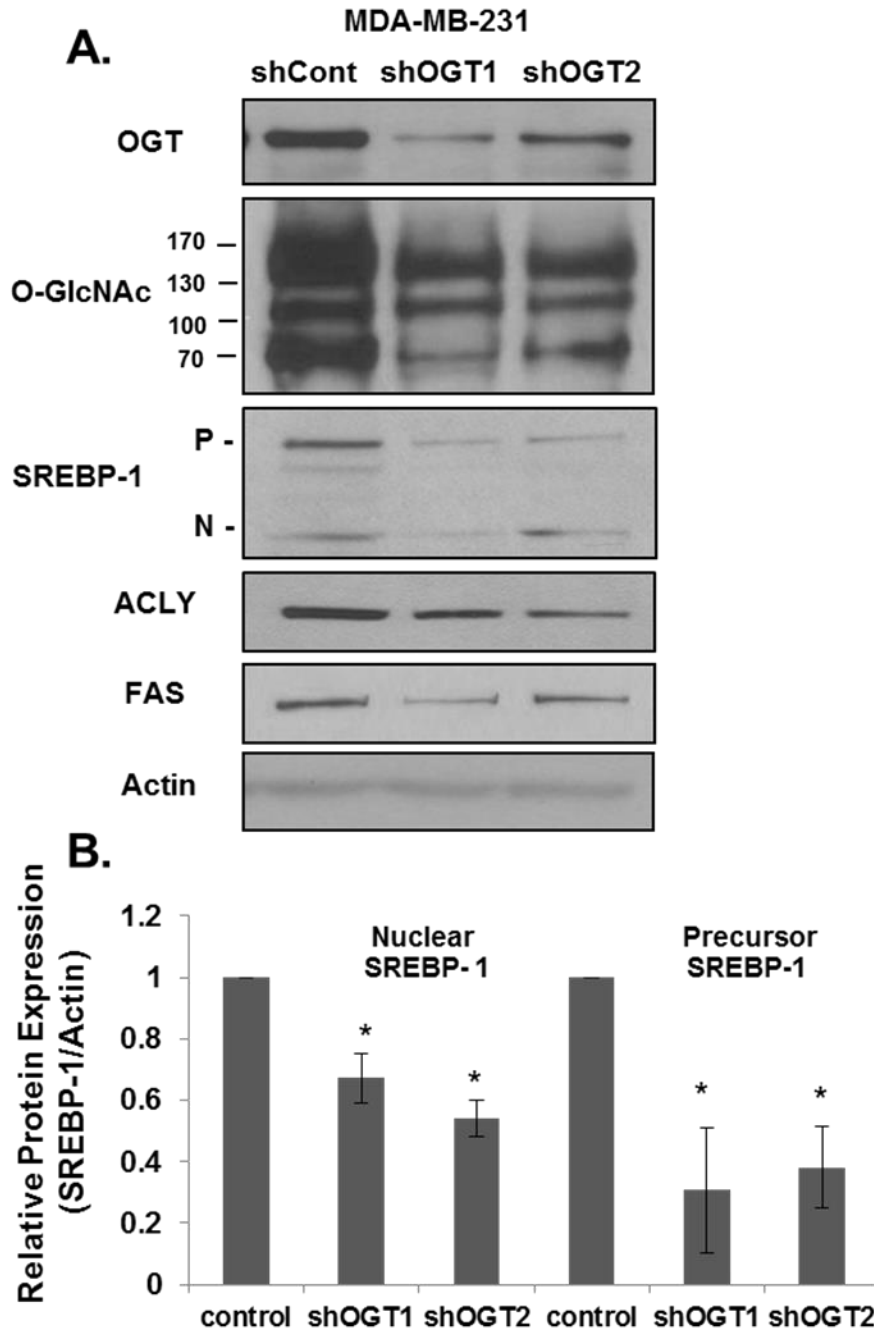 MDA-MB-231
A.
shCont shOGT1 shOGT2
OGT
170
130
O-GlcNAc
100
70
P -
SREBP-1
N -
ACLY
FAS
Actin
B.
Relative Protein Expression
(SREBP-1/Actin)
1.2
1
0.8
0.6
0.4
0.2
0
Nuclear
SREBP- 1
Precursor
SREBP-1
* * * *
control shOGT1 shOGT2 control shOGT1 shOGT2